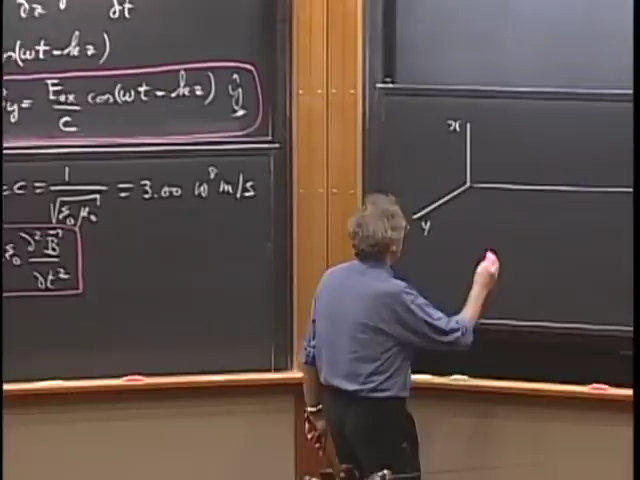 ∂z ∂t
(ωt-kz)
y = E₀ₓ/c cos(ωt-kz) ŷ
= c = 1/√(ε₀μ₀) = 3.00 10⁸ m/s
ε₀ ∂²B⃗/∂t²
x
y